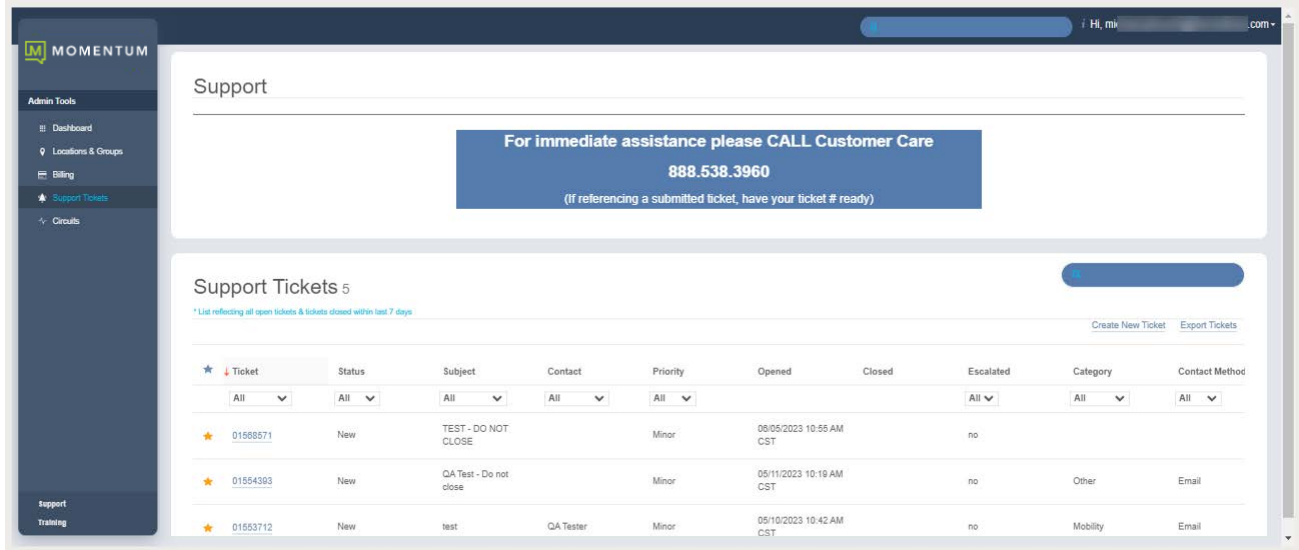 Hi, mi .com
MOMENTUM
Admin Tools
Dashboard
Locations & Groups
Billing
Support Tickets
Circuits
Support
Training
Support
For immediate assistance please CALL Customer Care
888.538.3960
(If referencing a submitted ticket, have your ticket # ready)
Support Tickets 5
* List reflecting all open tickets & tickets closed within last 7 days
Create New Ticket Export Tickets
Ticket Status Subject Contact Priority Opened Closed Escalated Category Contact Method
All All All All All All All All
01568571 New TEST - DO NOT CLOSE Minor 06/05/2023 10:55 AM CST no
01554393 New QA Test - Do not close Minor 05/11/2023 10:19 AM CST no Other Email
01553712 New test QA Tester Minor 05/10/2023 10:42 AM CST no Mobility Email